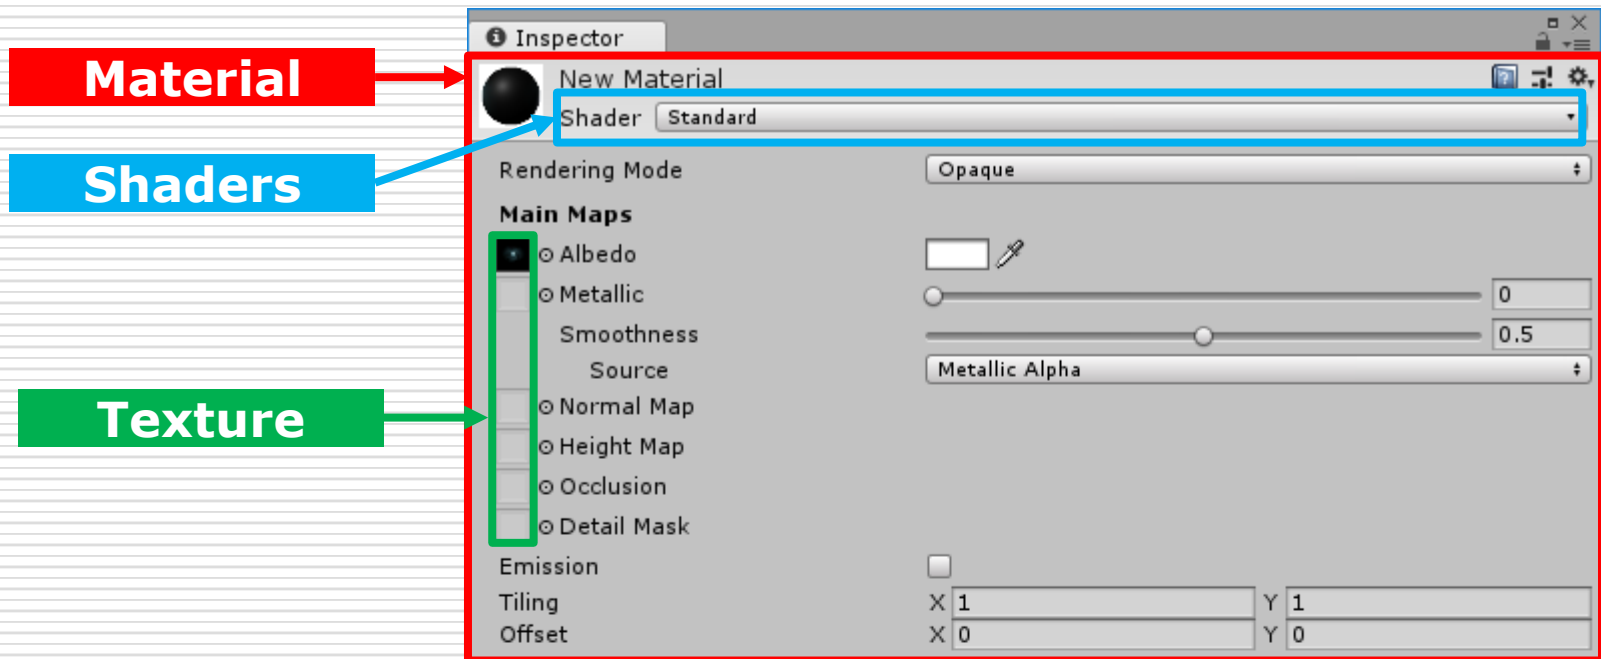 Inspector
Material
New Material
Shader Standard
Shaders
Rendering Mode Opaque
Main Maps
Albedo
Metallic 0
Smoothness 0.5
Source Metallic Alpha
Texture
Normal Map
Height Map
Occlusion
Detail Mask
Emission
Tiling X 1 Y 1
Offset X 0 Y 0